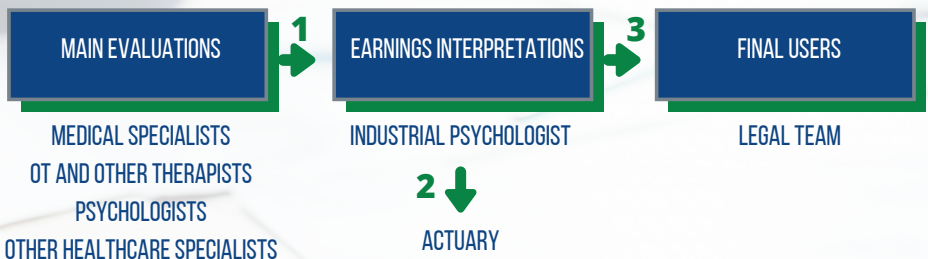 MAIN EVALUATIONS
1
EARNINGS INTERPRETATIONS
3
FINAL USERS
MEDICAL SPECIALISTS
OT AND OTHER THERAPISTS
PSYCHOLOGISTS
OTHER HEALTHCARE SPECIALISTS
INDUSTRIAL PSYCHOLOGIST
2
ACTUARY
LEGAL TEAM